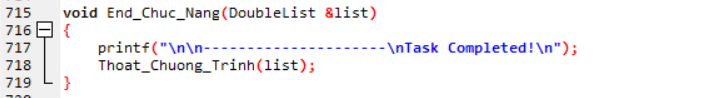 715 void End_Chuc_Nang(DoubleList &list)
716 {
717 printf("\n\n---------------------\nTask Completed!\n");
718 Thoat_Chuong_Trinh(list);
719 }